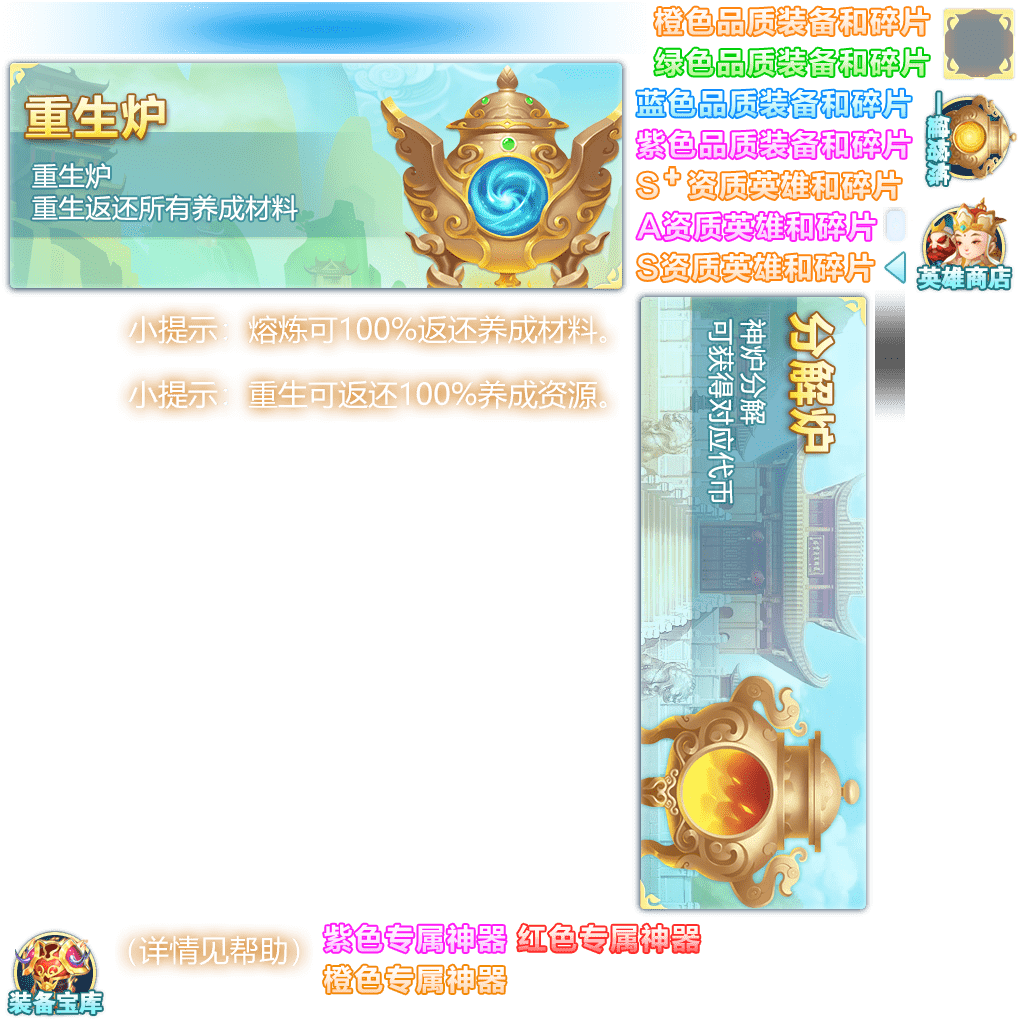 橙色品质装备和碎片
绿色品质装备和碎片
蓝色品质装备和碎片
紫色品质装备和碎片
S+资质英雄和碎片
A资质英雄和碎片
S资质英雄和碎片
一键熔炼
英雄商店
重生炉
重生炉
重生返还所有养成材料
小提示：熔炼可100%返还养成材料。
小提示：重生可返还100%养成资源。
分解炉
神炉分解
可获得对应代币
装备宝库
（详情见帮助）
紫色专属神器
红色专属神器
橙色专属神器